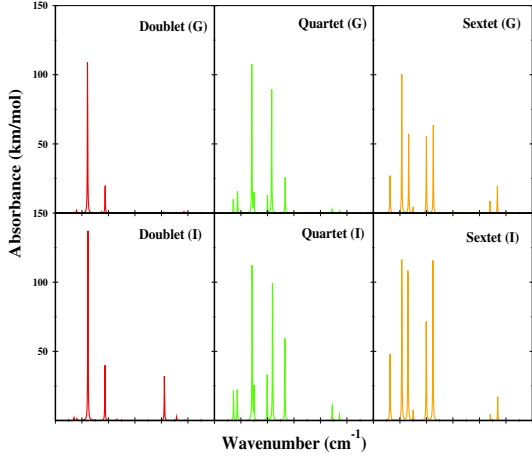 150
Doublet (G)
Quartet (G)
Sextet (G)
100
50
150
Doublet (I)
Quartet (I)
Sextet (I)
100
50
Absorbance (km/mol)
Wavenumber (cm⁻¹)